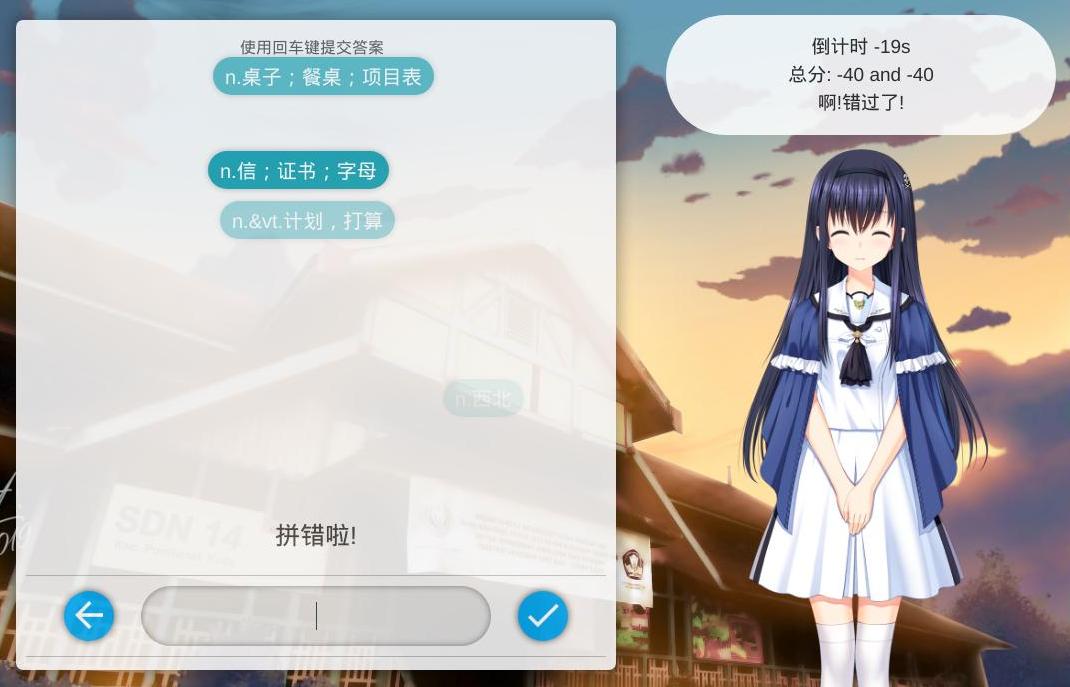 使用回车键提交答案
n.桌子；餐桌；项目表
n.信；证书；字母
n.&vt.计划，打算
n.西北
SDN 14
拼错啦!
倒计时 -19s
总分: -40 and -40
啊!错过了!